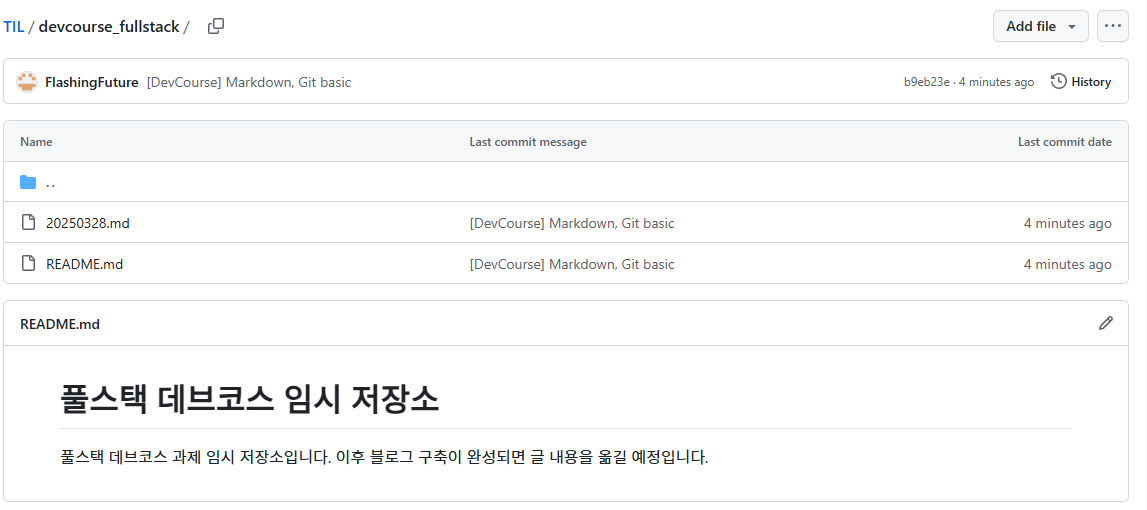 TIL / devcourse_fullstack /
Add file
FlashingFuture [DevCourse] Markdown, Git basic
b9eb23e · 4 minutes ago
History
Name Last commit message Last commit date
..
20250328.md [DevCourse] Markdown, Git basic 4 minutes ago
README.md [DevCourse] Markdown, Git basic 4 minutes ago
README.md
풀스택 데브코스 임시 저장소
풀스택 데브코스 과제 임시 저장소입니다. 이후 블로그 구축이 완성되면 글 내용을 옮길 예정입니다.